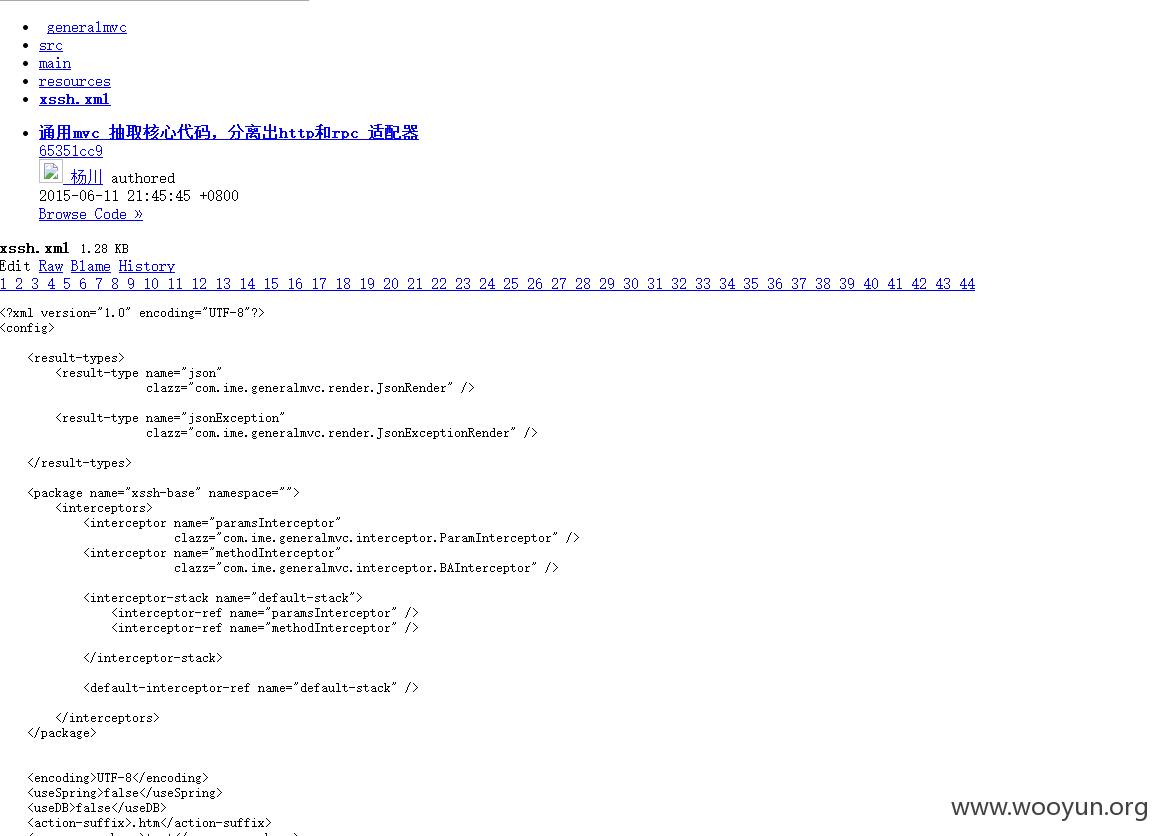 generalmvc
src
main
resources
xssh.xml
通用mvc 抽取核心代码，分离出http和rpc 适配器
65351cc9
杨川 authored
2015-06-11 21:45:45 +0800
Browse Code »
xssh.xml 1.28 KB
Edit Raw Blame History
1 2 3 4 5 6 7 8 9 10 11 12 13 14 15 16 17 18 19 20 21 22 23 24 25 26 27 28 29 30 31 32 33 34 35 36 37 38 39 40 41 42 43 44
<?xml version="1.0" encoding="UTF-8"?>
<config>
<result-types>
<result-type name="json"
clazz="com.ime.generalmvc.render.JsonRender" />
<result-type name="jsonException"
clazz="com.ime.generalmvc.render.JsonExceptionRender" />
</result-types>
<package name="xssh-base" namespace="">
<interceptors>
<interceptor name="paramsInterceptor"
clazz="com.ime.generalmvc.interceptor.ParamInterceptor" />
<interceptor name="methodInterceptor"
clazz="com.ime.generalmvc.interceptor.BAInterceptor" />
<interceptor-stack name="default-stack">
<interceptor-ref name="paramsInterceptor" />
<interceptor-ref name="methodInterceptor" />
</interceptor-stack>
<default-interceptor-ref name="default-stack" />
</interceptors>
</package>
<encoding>UTF-8</encoding>
<useSpring>false</useSpring>
<useDB>false</useDB>
<action-suffix>.htm</action-suffix>
www.wooyun.org